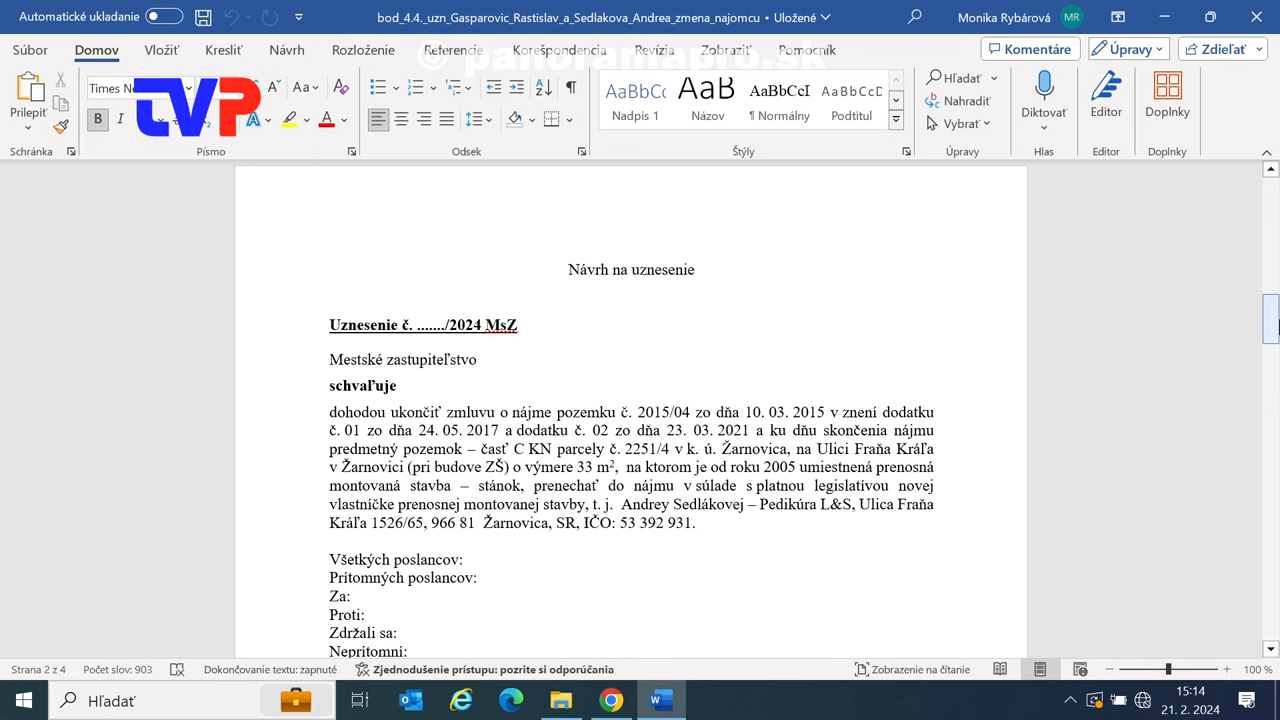 Automatické ukladanie
bod_4.4._uzn_Gasparovic_Rastislav_a_Sedlakova_Andrea_zmena_najomcu • Uložené
Monika Rybárová
MR
Súbor Domov Vložiť Kresliť Návrh Rozloženie Referencie Korešpondencia Revízia Zobraziť Pomocník
Komentáre Úpravy Zdieľať
© panoramapro.sk
TVP
Prilepiť
Times Ne
B I
Aa
A
AaBbCc AaB AaBbCcI AaBbCcD
Nadpis 1 Názov ¶ Normálny Podtitul
Hľadať
Nahradiť
Vybrať
Diktovať Editor Doplnky
Schránka Písmo Odsek Štýly Úpravy Hlas Editor Doplnky
Návrh na uznesenie
Uznesenie č. ......./2024 MsZ
Mestské zastupiteľstvo
schvaľuje
dohodou ukončiť zmluvu o nájme pozemku č. 2015/04 zo dňa 10. 03. 2015 v znení dodatku
č. 01 zo dňa 24. 05. 2017 a dodatku č. 02 zo dňa 23. 03. 2021 a ku dňu skončenia nájmu
predmetný pozemok – časť C KN parcely č. 2251/4 v k. ú. Žarnovica, na Ulici Fraňa Kráľa
v Žarnovici (pri budove ZŠ) o výmere 33 m², na ktorom je od roku 2005 umiestnená prenosná
montovaná stavba – stánok, prenechať do nájmu v súlade s platnou legislatívou novej
vlastníčke prenosnej montovanej stavby, t. j. Andrey Sedlákovej – Pedikúra L&S, Ulica Fraňa
Kráľa 1526/65, 966 81 Žarnovica, SR, IČO: 53 392 931.
Všetkých poslancov:
Prítomných poslancov:
Za:
Proti:
Zdržali sa:
Neprítomní:
Strana 2 z 4 Počet slov: 903 Dokončovanie textu: zapnuté Zjednodušenie prístupu: pozrite si odporúčania Zobrazenie na čítanie 100 %
Hľadať
15:14
21. 2. 2024